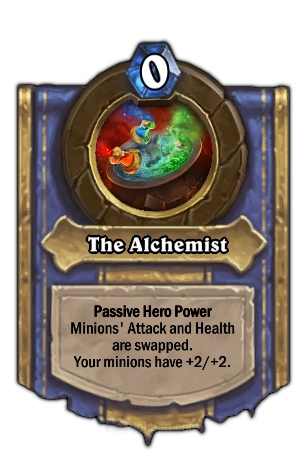 0
The Alchemist
Passive Hero Power
Minions' Attack and Health
are swapped.
Your minions have +2/+2.